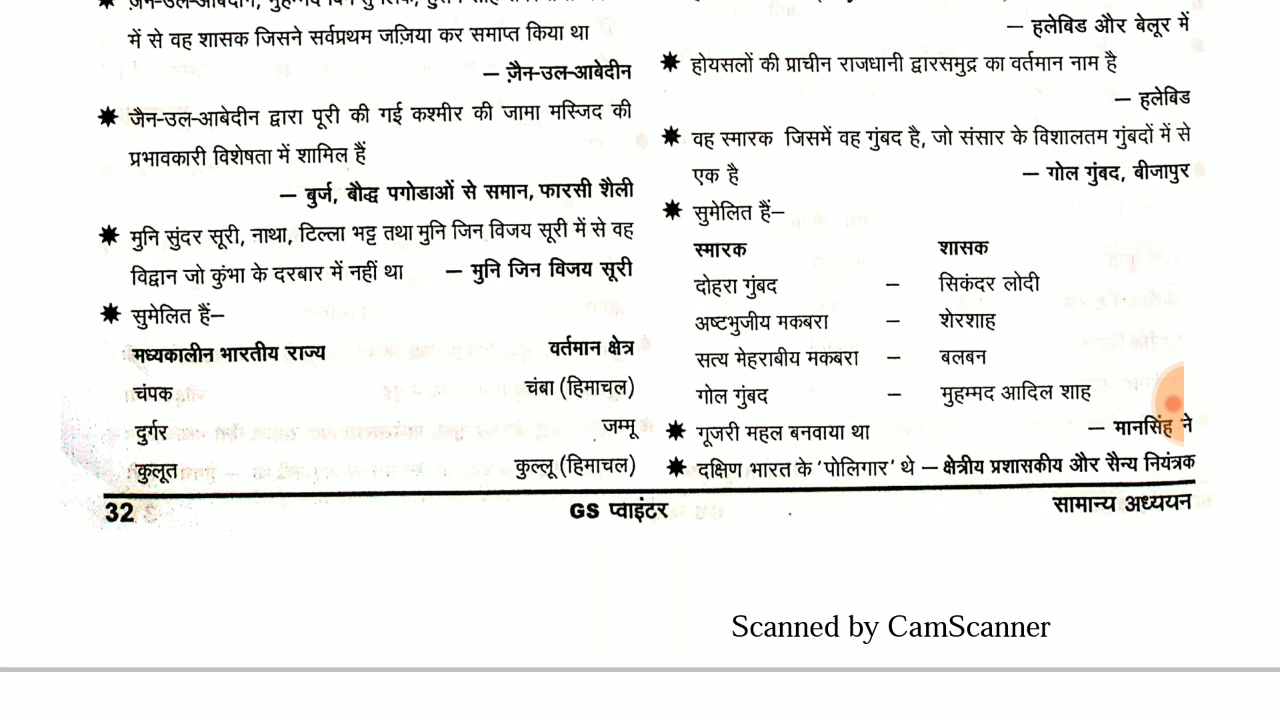 में से वह शासक जिसने सर्वप्रथम जज़िया कर समाप्त किया था
— ज़ैन-उल-आबेदीन
✷ जैन-उल-आबेदीन द्वारा पूरी की गई कश्मीर की जामा मस्जिद की
प्रभावकारी विशेषता में शामिल हैं
— बुर्ज, बौद्ध पगोडाओं से समान, फारसी शैली
✷ मुनि सुंदर सूरी, नाथा, टिल्ला भट्ट तथा मुनि जिन विजय सूरी में से वह
विद्वान जो कुंभा के दरबार में नहीं था — मुनि जिन विजय सूरी
✷ सुमेलित हैं–
मध्यकालीन भारतीय राज्य वर्तमान क्षेत्र
चंपक चंबा (हिमाचल)
दुर्गर जम्मू
कुलूत कुल्लू (हिमाचल)
— हलेबिड और बेलूर में
✷ होयसलों की प्राचीन राजधानी द्वारसमुद्र का वर्तमान नाम है
— हलेबिड
✷ वह स्मारक जिसमें वह गुंबद है, जो संसार के विशालतम गुंबदों में से
एक है — गोल गुंबद, बीजापुर
✷ सुमेलित हैं–
स्मारक शासक
दोहरा गुंबद – सिकंदर लोदी
अष्टभुजीय मकबरा – शेरशाह
सत्य मेहराबीय मकबरा – बलबन
गोल गुंबद – मुहम्मद आदिल शाह
✷ गूजरी महल बनवाया था — मानसिंह ने
✷ दक्षिण भारत के 'पोलिगार' थे — क्षेत्रीय प्रशासकीय और सैन्य नियंत्रक
32 GS प्वाइंटर सामान्य अध्ययन
Scanned by CamScanner